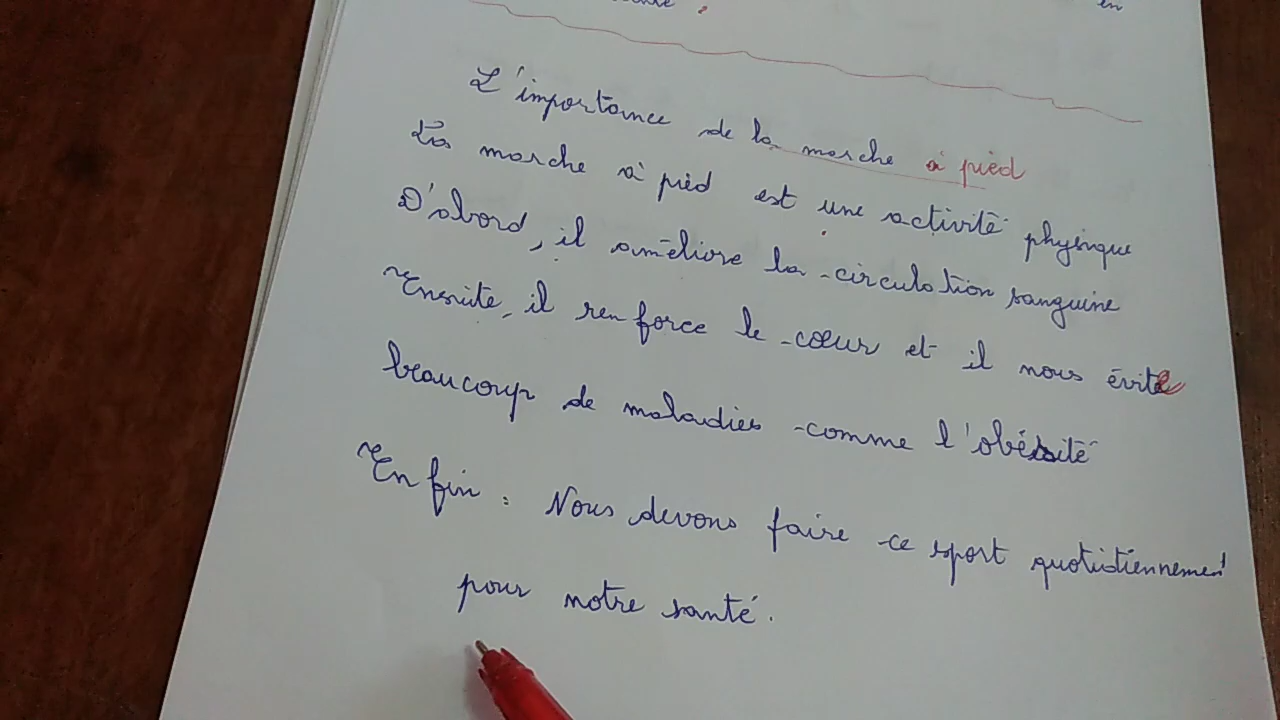 en
L'importance de la marche à pied
La marche à pied est une activité physique
D'abord, il améliore la circulation sanguine
Ensuite, il renforce le cœur et il nous évite
beaucoup de maladies comme l'obésité
Enfin : Nous devons faire ce sport quotidiennement
pour notre santé.